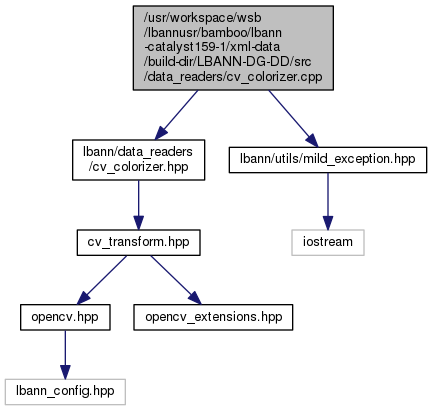 /usr/workspace/wsb
/lbannusr/bamboo/lbann
-catalyst159-1/xml-data
/build-dir/LBANN-DG-DD/src
/data_readers/cv_colorizer.cpp
lbann/data_readers
/cv_colorizer.hpp
lbann/utils/mild_exception.hpp
cv_transform.hpp
iostream
opencv.hpp
opencv_extensions.hpp
lbann_config.hpp